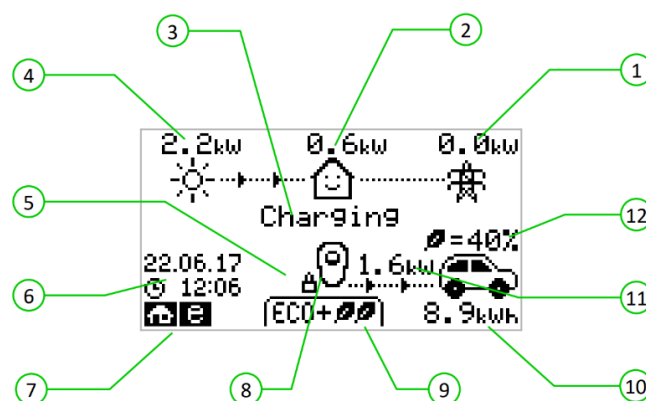 3 2
4 1
2.2kW 0.6kW 0.0kW
Charging
5 12
=40%
22.06.17 1.6kW
6 12:06 11
e ECO+ 8.9kWh
7 8 9 10